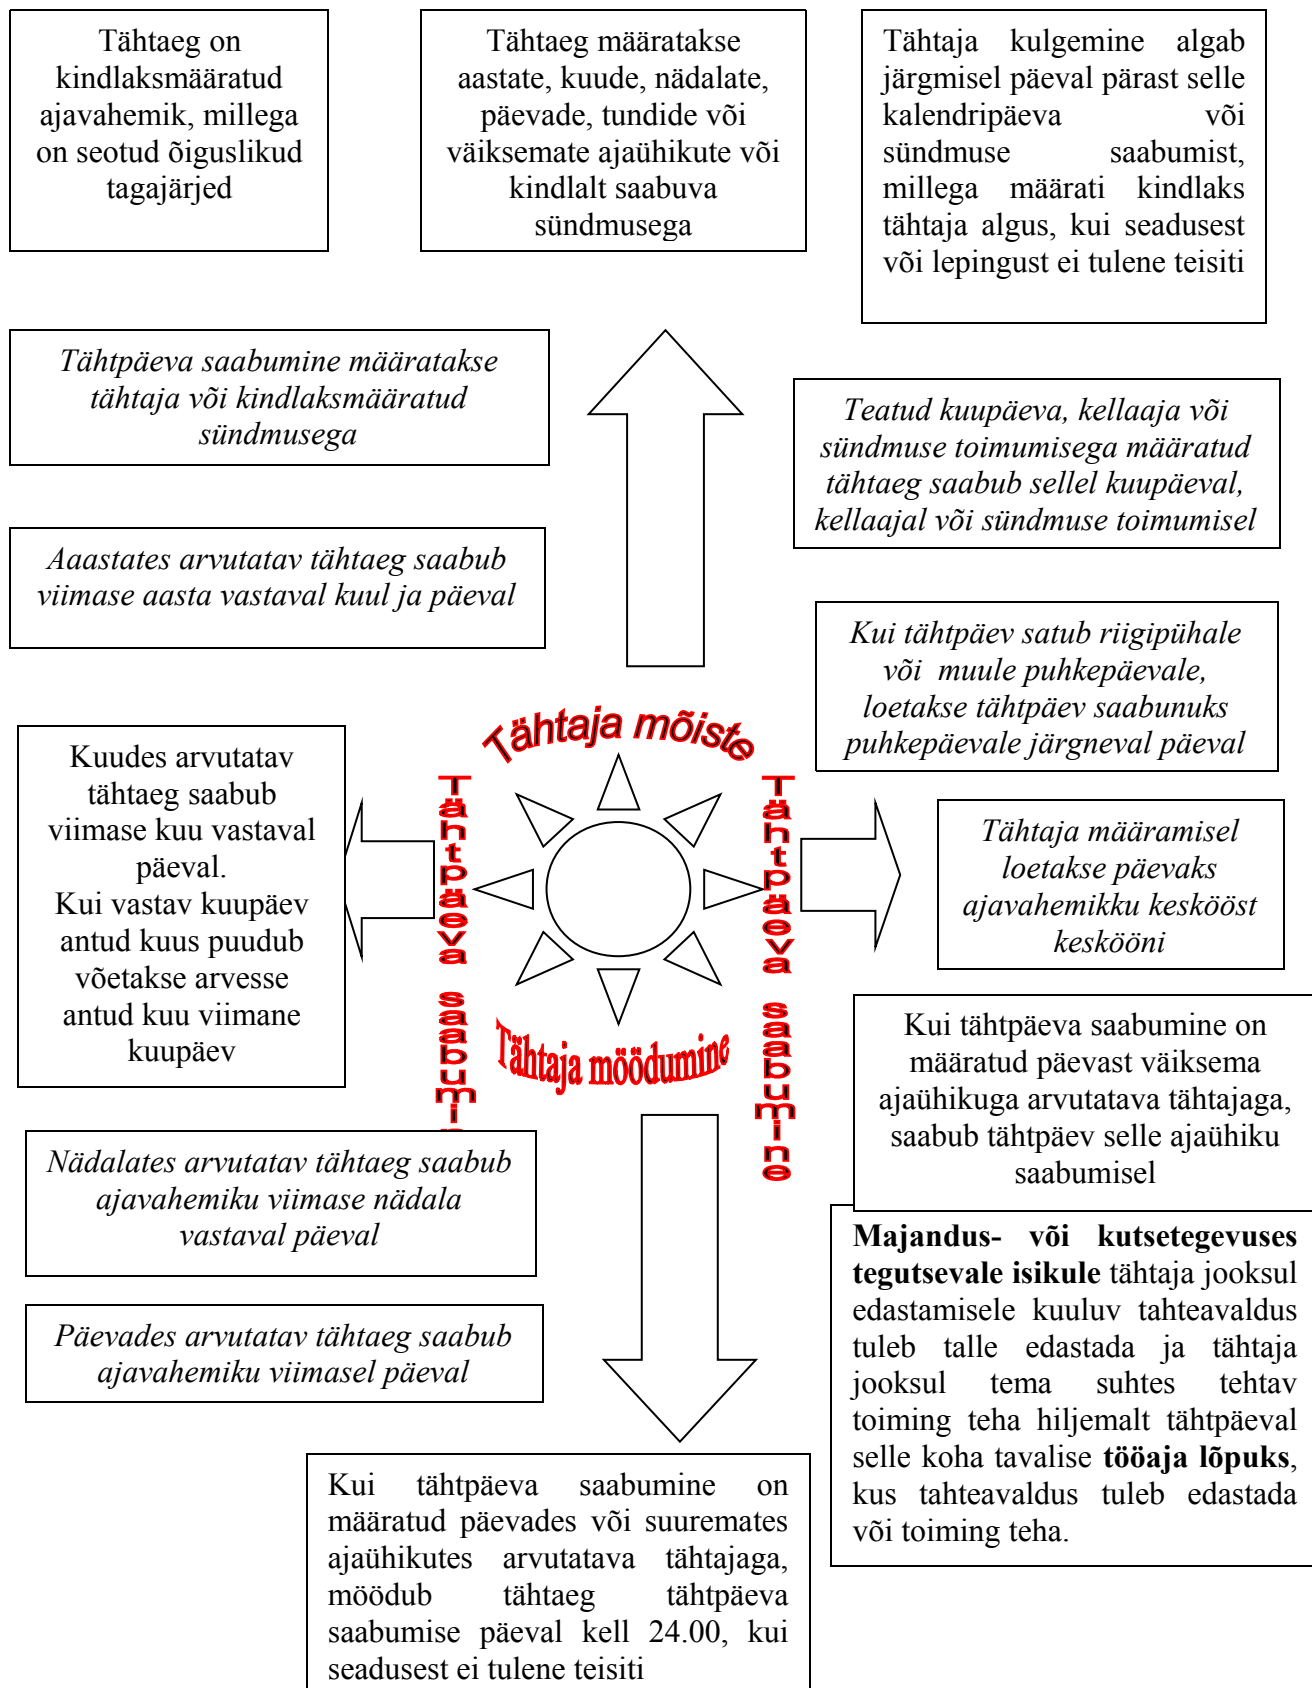 Tähtaeg on
kindlaksmääratud
ajavahemik, millega
on seotud õiguslikud
tagajärjed
Tähtaeg määratakse
aastate, kuude, nädalate,
päevade, tundide või
väiksemate ajaühikute või
kindlalt saabuva
sündmusega
Tähtaja kulgemine algab
järgmisel päeval pärast selle
kalendripäeva või
sündmuse saabumist,
millega määrati kindlaks
tähtaja algus, kui seadusest
või lepingust ei tulene teisiti
Tähtpäeva saabumine määratakse
tähtaja või kindlaksmääratud
sündmusega
Teatud kuupäeva, kellaaja või
sündmuse toimumisega määratud
tähtaeg saabub sellel kuupäeval,
kellaajal või sündmuse toimumisel
Aaastates arvutatav tähtaeg saabub
viimase aasta vastaval kuul ja päeval
Kui tähtpäev satub riigipühale
või muule puhkepäevale,
loetakse tähtpäev saabunuks
puhkepäevale järgneval päeval
Tähtaja mõiste
Kuudes arvutatav
tähtaeg saabub
viimase kuu vastaval
päeval.
Kui vastav kuupäev
antud kuus puudub
võetakse arvesse
antud kuu viimane
kuupäev
Tähtpäeva saabumin
Tähtpäeva saabumine
Tähtaja määramisel
loetakse päevaks
ajavahemikku keskööst
keskööni
Tähtaja möödumine
Kui tähtpäeva saabumine on
määratud päevast väiksema
ajaühikuga arvutatava tähtajaga,
saabub tähtpäev selle ajaühiku
saabumisel
Nädalates arvutatav tähtaeg saabub
ajavahemiku viimase nädala
vastaval päeval
Majandus- või kutsetegevuses
tegutsevale isikule tähtaja jooksul
edastamisele kuuluv tahteavaldus
tuleb talle edastada ja tähtaja
jooksul tema suhtes tehtav
toiming teha hiljemalt tähtpäeval
selle koha tavalise tööaja lõpuks,
kus tahteavaldus tuleb edastada
või toiming teha.
Päevades arvutatav tähtaeg saabub
ajavahemiku viimasel päeval
Kui tähtpäeva saabumine on
määratud päevades või suuremates
ajaühikutes arvutatava tähtajaga,
möödub tähtaeg tähtpäeva
saabumise päeval kell 24.00, kui
seadusest ei tulene teisiti